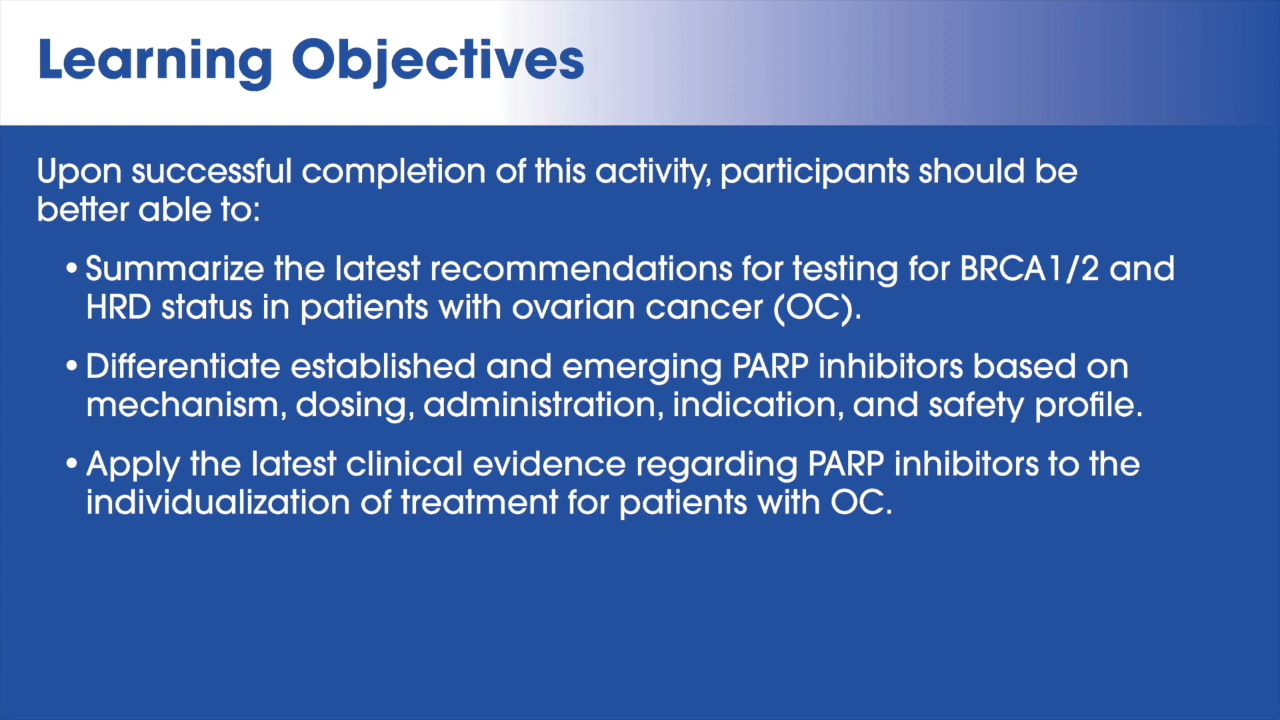 Learning Objectives
Upon successful completion of this activity, participants should be
better able to:
• Summarize the latest recommendations for testing for BRCA1/2 and
HRD status in patients with ovarian cancer (OC).
• Differentiate established and emerging PARP inhibitors based on
mechanism, dosing, administration, indication, and safety profile.
• Apply the latest clinical evidence regarding PARP inhibitors to the
individualization of treatment for patients with OC.